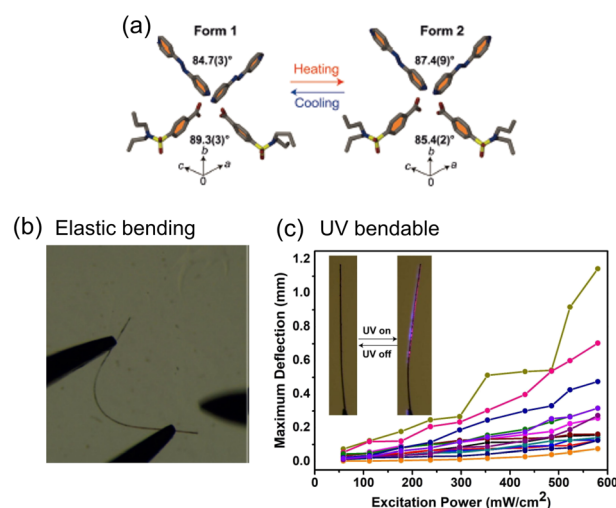 (a)
Form 1
Form 2
84.7(3)°
87.4(9)°
Heating
Cooling
89.3(3)°
85.4(2)°
b
c
a
0
b
c
a
0
(b) Elastic bending
(c) UV bendable
Maximum Deflection (mm)
1.2
1.0
0.8
0.6
0.4
0.2
0.0
UV on
UV off
0 100 200 300 400 500 600
Excitation Power (mW/cm²)